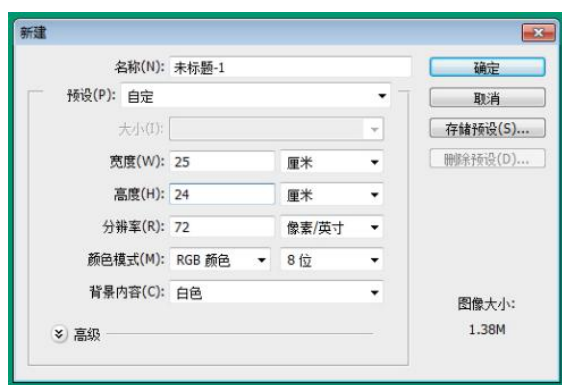 新建
名称(N): 未标题-1
确定
预设(P): 自定
取消
大小(I):
存储预设(S)...
宽度(W): 25 厘米
删除预设(D)...
高度(H): 24 厘米
分辨率(R): 72 像素/英寸
颜色模式(M): RGB 颜色 8 位
背景内容(C): 白色
图像大小:
高级
1.38M